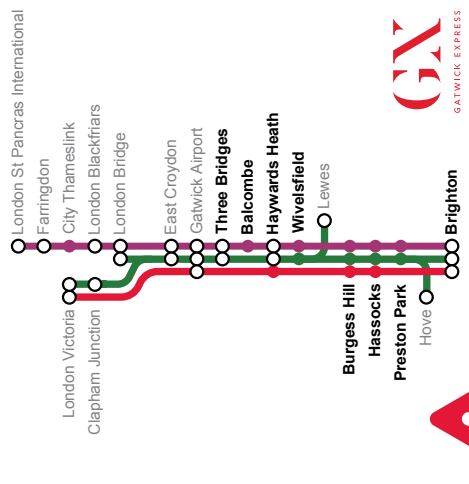 London St Pancras International
Farringdon
City Thameslink
London Blackfriars
London Bridge
East Croydon
Gatwick Airport
Three Bridges
Balcombe
Haywards Heath
Wivelsfield
Lewes
Brighton
London Victoria
Clapham Junction
Burgess Hill
Hassocks
Preston Park
Hove
GX
GATWICK EXPRESS